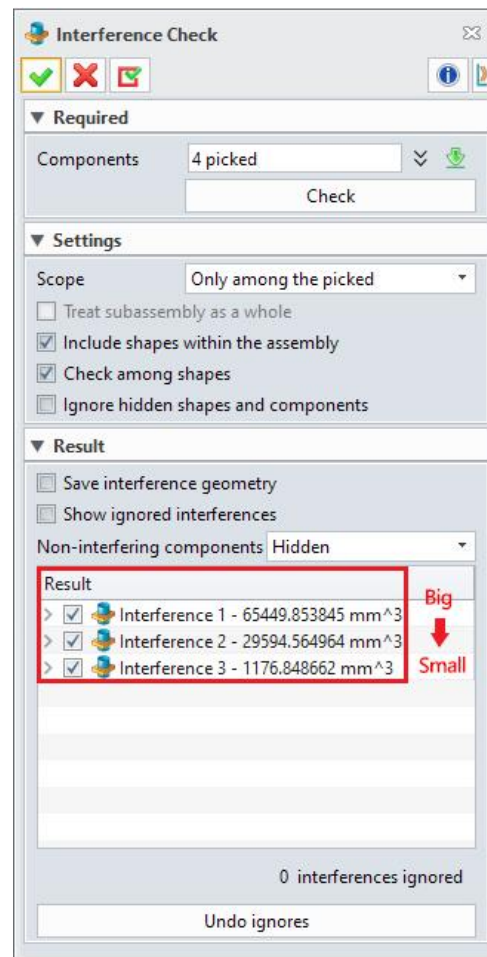 Interference Check
Required
Components 4 picked
Check
Settings
Scope Only among the picked
Treat subassembly as a whole
Include shapes within the assembly
Check among shapes
Ignore hidden shapes and components
Result
Save interference geometry
Show ignored interferences
Non-interfering components Hidden
Result
Interference 1 - 65449.853845 mm^3
Interference 2 - 29594.564964 mm^3
Interference 3 - 1176.848662 mm^3
Big
Small
0 interferences ignored
Undo ignores